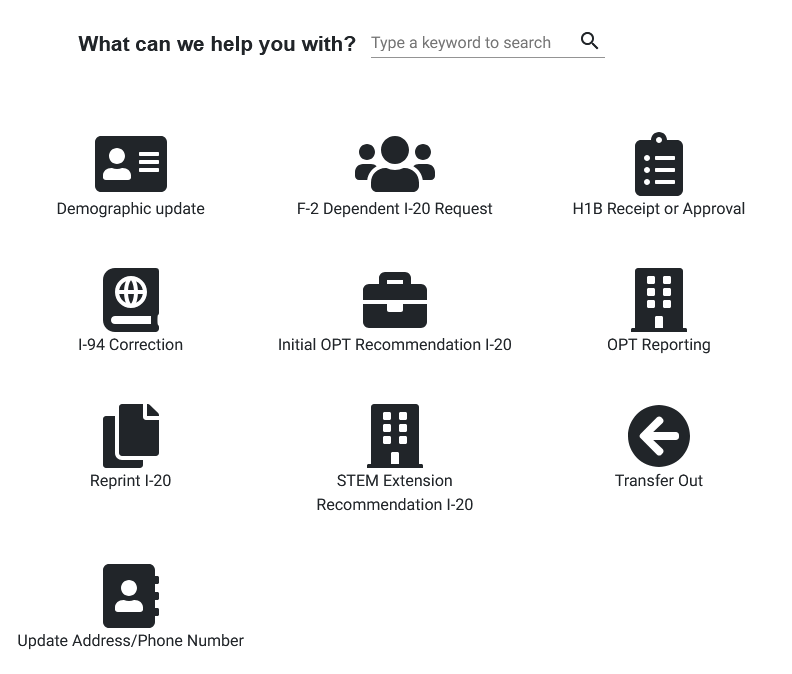 What can we help you with?
Type a keyword to search
Demographic update
F-2 Dependent I-20 Request
H1B Receipt or Approval
I-94 Correction
Initial OPT Recommendation I-20
OPT Reporting
Reprint I-20
STEM Extension
Recommendation I-20
Transfer Out
Update Address/Phone Number